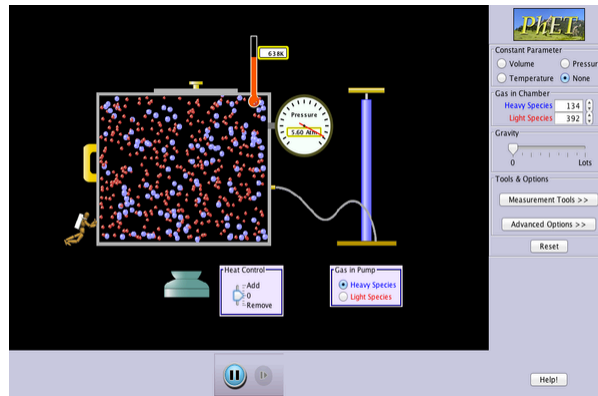 PhET
638K
Constant Parameter
Volume
Pressur
Temperature
None
Gas in Chamber
Heavy Species
134
Light Species
392
Gravity
0
Lots
Tools & Options
Measurement Tools >>
Advanced Options >>
Reset
Pressure
5.60 Atm
Heat Control
Add
0
Remove
Gas in Pump
Heavy Species
Light Species
Help!